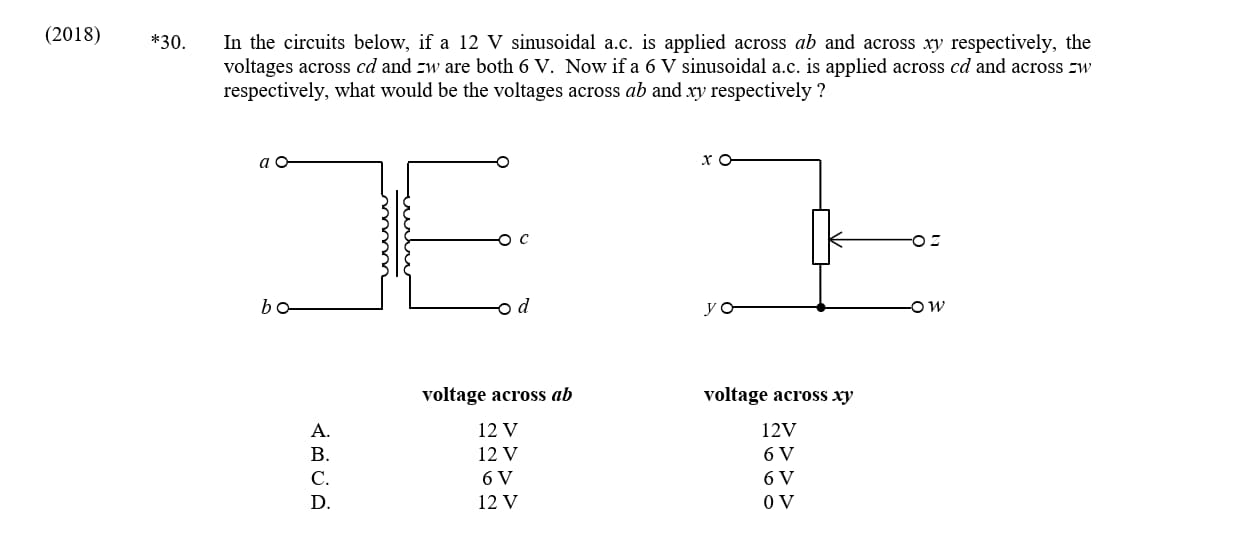 (2018) *30. In the circuits below, if a 12 V sinusoidal a.c. is applied across ab and across xy respectively, the
voltages across cd and zw are both 6 V. Now if a 6 V sinusoidal a.c. is applied across cd and across zw
respectively, what would be the voltages across ab and xy respectively ?
a x
c z
b d y w
voltage across ab voltage across xy
A. 12 V 12V
B. 12 V 6 V
C. 6 V 6 V
D. 12 V 0 V